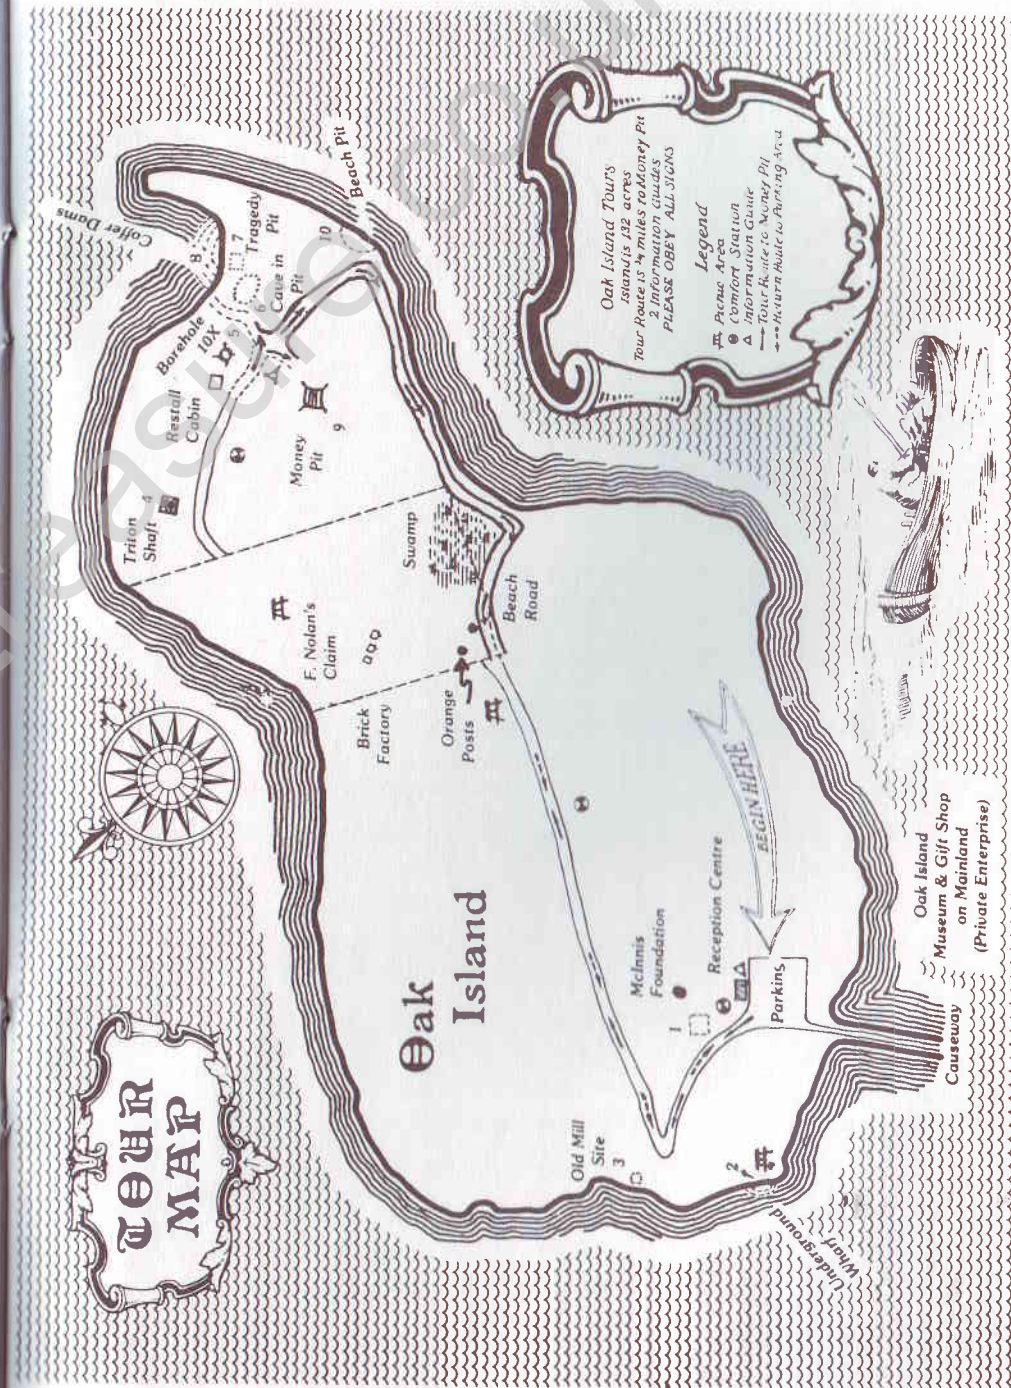 TOUR
MAP
Oak
Island
Coffer Dams
8
7
Tragedy
Pit
Beach Pit
10
6
Cave in
Pit
Borehole
10X
5
Restall
Cabin
Money
Pit
9
Triton
Shaft
4
F. Nolan's
Claim
Swamp
Brick
Factory
Orange
Posts
Beach
Road
BEGIN HERE
McInnis
Foundation
1
Reception Centre
Parking
Old Mill
Site
3
2
Underground
Wharf
Causeway
Oak Island
Museum & Gift Shop
on Mainland
(Private Enterprise)
Oak Island Tours
Island is 132 acres
Tour Route is ¼ miles to Money Pit
2 Information Guides
PLEASE OBEY ALL SIGNS
Legend
Picnic Area
Comfort Station
Information Guide
Tour Route to Money Pit
Return Route to Parking Area